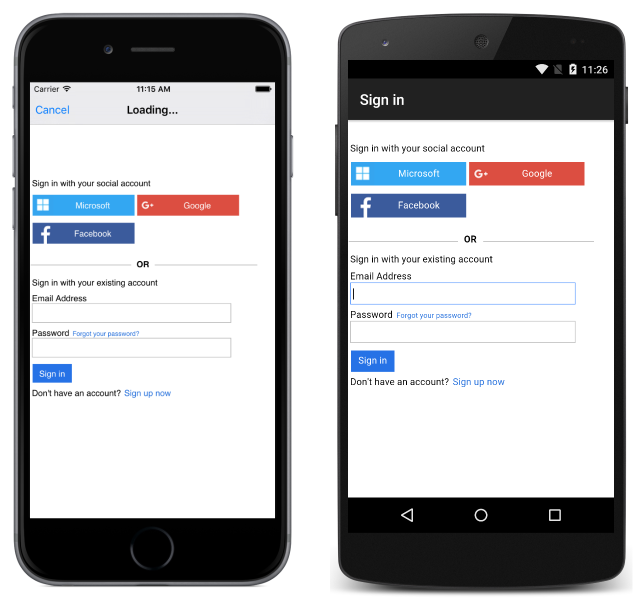 Carrier 11:15 AM
Cancel Loading...
Sign in with your social account
Microsoft G+ Google
Facebook
OR
Sign in with your existing account
Email Address
Password Forgot your password?
Sign in
Don't have an account? Sign up now
11:26
Sign in
Sign in with your social account
Microsoft G+ Google
Facebook
OR
Sign in with your existing account
Email Address
Password Forgot your password?
Sign in
Don't have an account? Sign up now